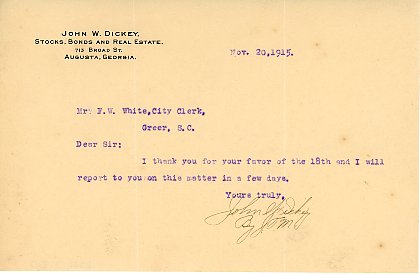 JOHN W. DICKEY,
STOCKS, BONDS AND REAL ESTATE.
713 BROAD ST.
AUGUSTA, GEORGIA.
Nov. 20,1915.
Mr. F.W. White,City Clerk,
Greer, S.C.
Dear Sir:
I thank you for your favor of the 18th and I will
report to you on this matter in a few days.
Yours truly,
John W Dickey
By